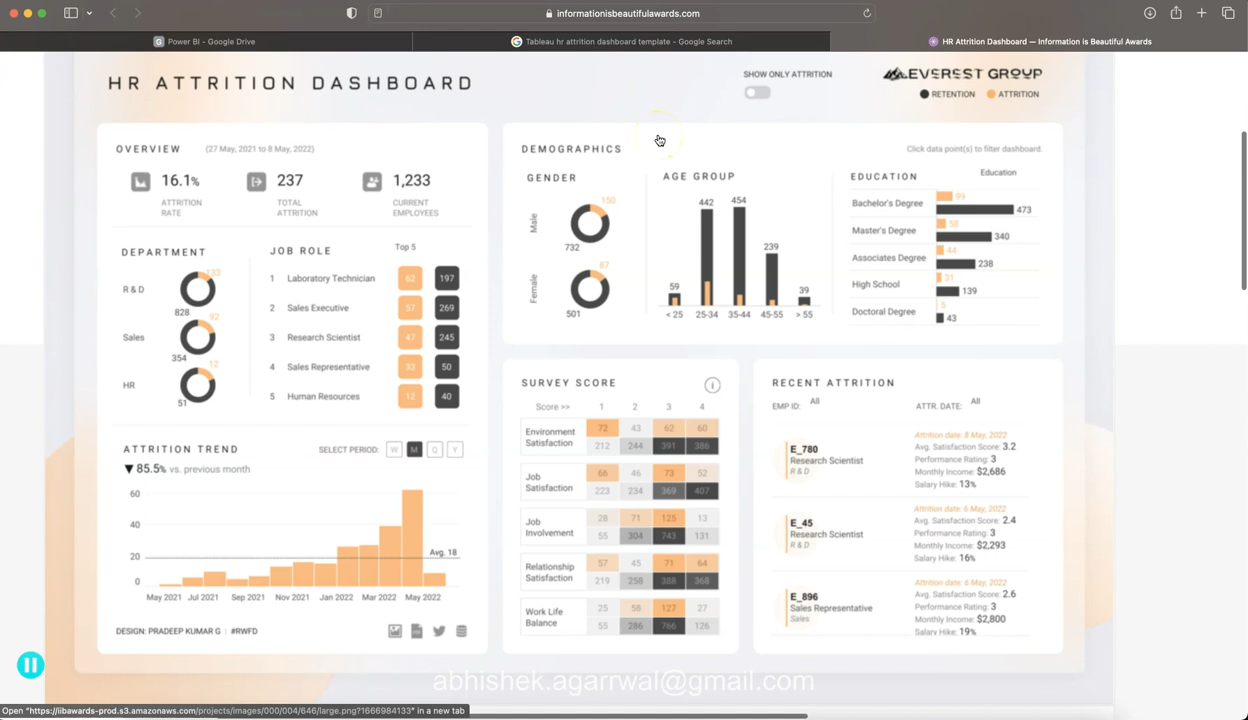 informationisbeautifulawards.com
Power BI - Google Drive
Tableau hr attrition dashboard template - Google Search
HR Attrition Dashboard — Information is Beautiful Awards
HR ATTRITION DASHBOARD
SHOW ONLY ATTRITION
EVEREST GROUP
RETENTION ATTRITION
OVERVIEW (27 May, 2021 to 8 May, 2022)
16.1% 237 1,233
ATTRITION RATE
TOTAL ATTRITION
CURRENT EMPLOYEES
DEPARTMENT
R & D 133 828
Sales 92 354
HR 12 51
JOB ROLE Top 5
1 Laboratory Technician 62 197
2 Sales Executive 57 269
3 Research Scientist 47 245
4 Sales Representative 33 50
5 Human Resources 12 40
ATTRITION TREND SELECT PERIOD: W M Q Y
▼ 85.5% vs. previous month
60
40
20
0
Avg. 18
May 2021 Jul 2021 Sep 2021 Nov 2021 Jan 2022 Mar 2022 May 2022
DESIGN: PRADEEP KUMAR G | #RWFD
DEMOGRAPHICS
Click data point(s) to filter dashboard.
GENDER
Male 150 732
Female 87 501
AGE GROUP
59 442 454 239 39
< 25 25-34 35-44 45-55 > 55
EDUCATION Education
Bachelor's Degree 99 473
Master's Degree 58 340
Associates Degree 44 238
High School 31 139
Doctoral Degree 5 43
SURVEY SCORE i
Score >> 1 2 3 4
Environment Satisfaction
72 43 62 60
212 244 391 386
Job Satisfaction
66 46 73 52
223 234 369 407
Job Involvement
28 71 125 13
55 304 743 131
Relationship Satisfaction
57 45 71 64
219 258 388 368
Work Life Balance
25 58 127 27
55 286 766 126
RECENT ATTRITION
EMP ID: All ATTR. DATE: All
E_780
Research Scientist
R & D
Attrition date: 8 May, 2022
Avg. Satisfaction Score: 3.2
Performance Rating: 3
Monthly Income: $2,686
Salary Hike: 13%
E_45
Research Scientist
R & D
Attrition date: 6 May, 2022
Avg. Satisfaction Score: 2.4
Performance Rating: 3
Monthly Income: $2,293
Salary Hike: 16%
E_896
Sales Representative
Sales
Attrition date: 6 May, 2022
Avg. Satisfaction Score: 2.6
Performance Rating: 3
Monthly Income: $2,800
Salary Hike: 19%
abhishek.agarrwal@gmail.com
Open "https://iibawards-prod.s3.amazonaws.com/projects/images/000/004/646/large.png?1666984133" in a new tab